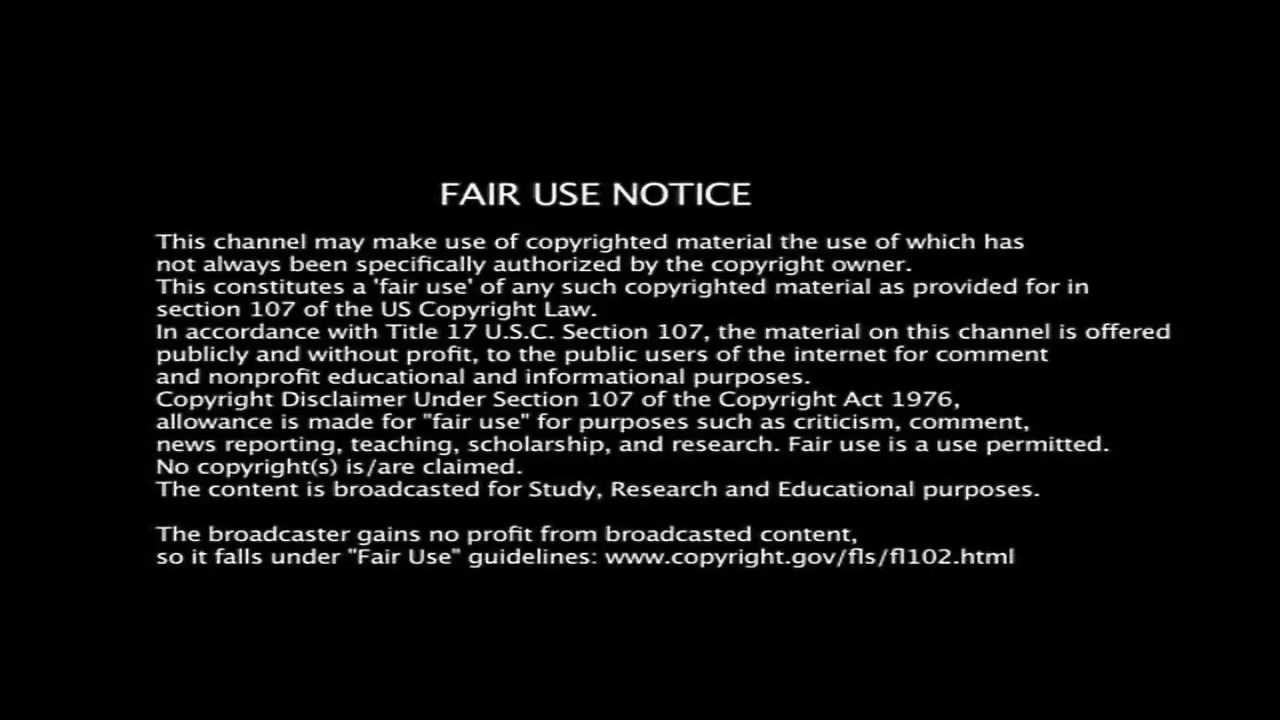 FAIR USE NOTICE
This channel may make use of copyrighted material the use of which has
not always been specifically authorized by the copyright owner.
This constitutes a 'fair use' of any such copyrighted material as provided for in
section 107 of the US Copyright Law.
In accordance with Title 17 U.S.C. Section 107, the material on this channel is offered
publicly and without profit, to the public users of the internet for comment
and nonprofit educational and informational purposes.
Copyright Disclaimer Under Section 107 of the Copyright Act 1976,
allowance is made for "fair use" for purposes such as criticism, comment,
news reporting, teaching, scholarship, and research. Fair use is a use permitted.
No copyright(s) is/are claimed.
The content is broadcasted for Study, Research and Educational purposes.
The broadcaster gains no profit from broadcasted content,
so it falls under "Fair Use" guidelines: www.copyright.gov/fls/fl102.html